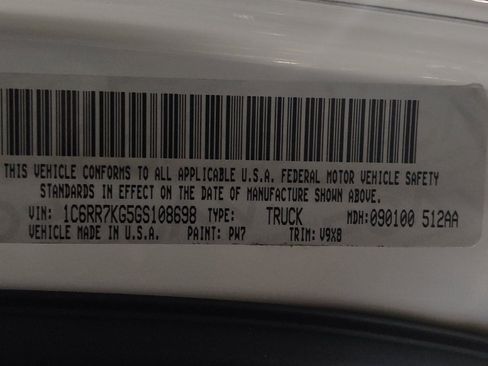 THIS VEHICLE CONFORMS TO ALL APPLICABLE U.S.A. FEDERAL MOTOR VEHICLE SAFETY
STANDARDS IN EFFECT ON THE DATE OF MANUFACTURE SHOWN ABOVE.
VIN: 1C6RR7KG5GS108698 TYPE: TRUCK MDH: 090100 512AA
VEHICLE MADE IN U.S.A. PAINT: PW7 TRIM: V9X8